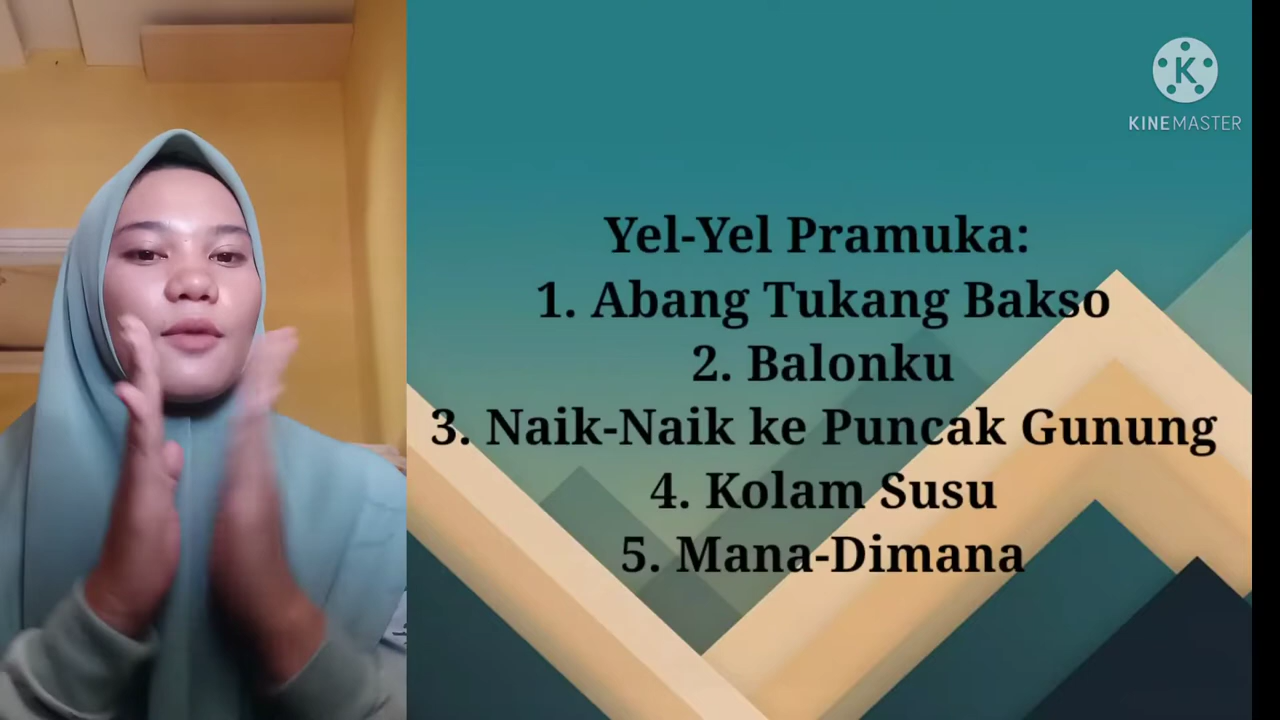 KINEMASTER
Yel-Yel Pramuka:
1. Abang Tukang Bakso
2. Balonku
3. Naik-Naik ke Puncak Gunung
4. Kolam Susu
5. Mana-Dimana